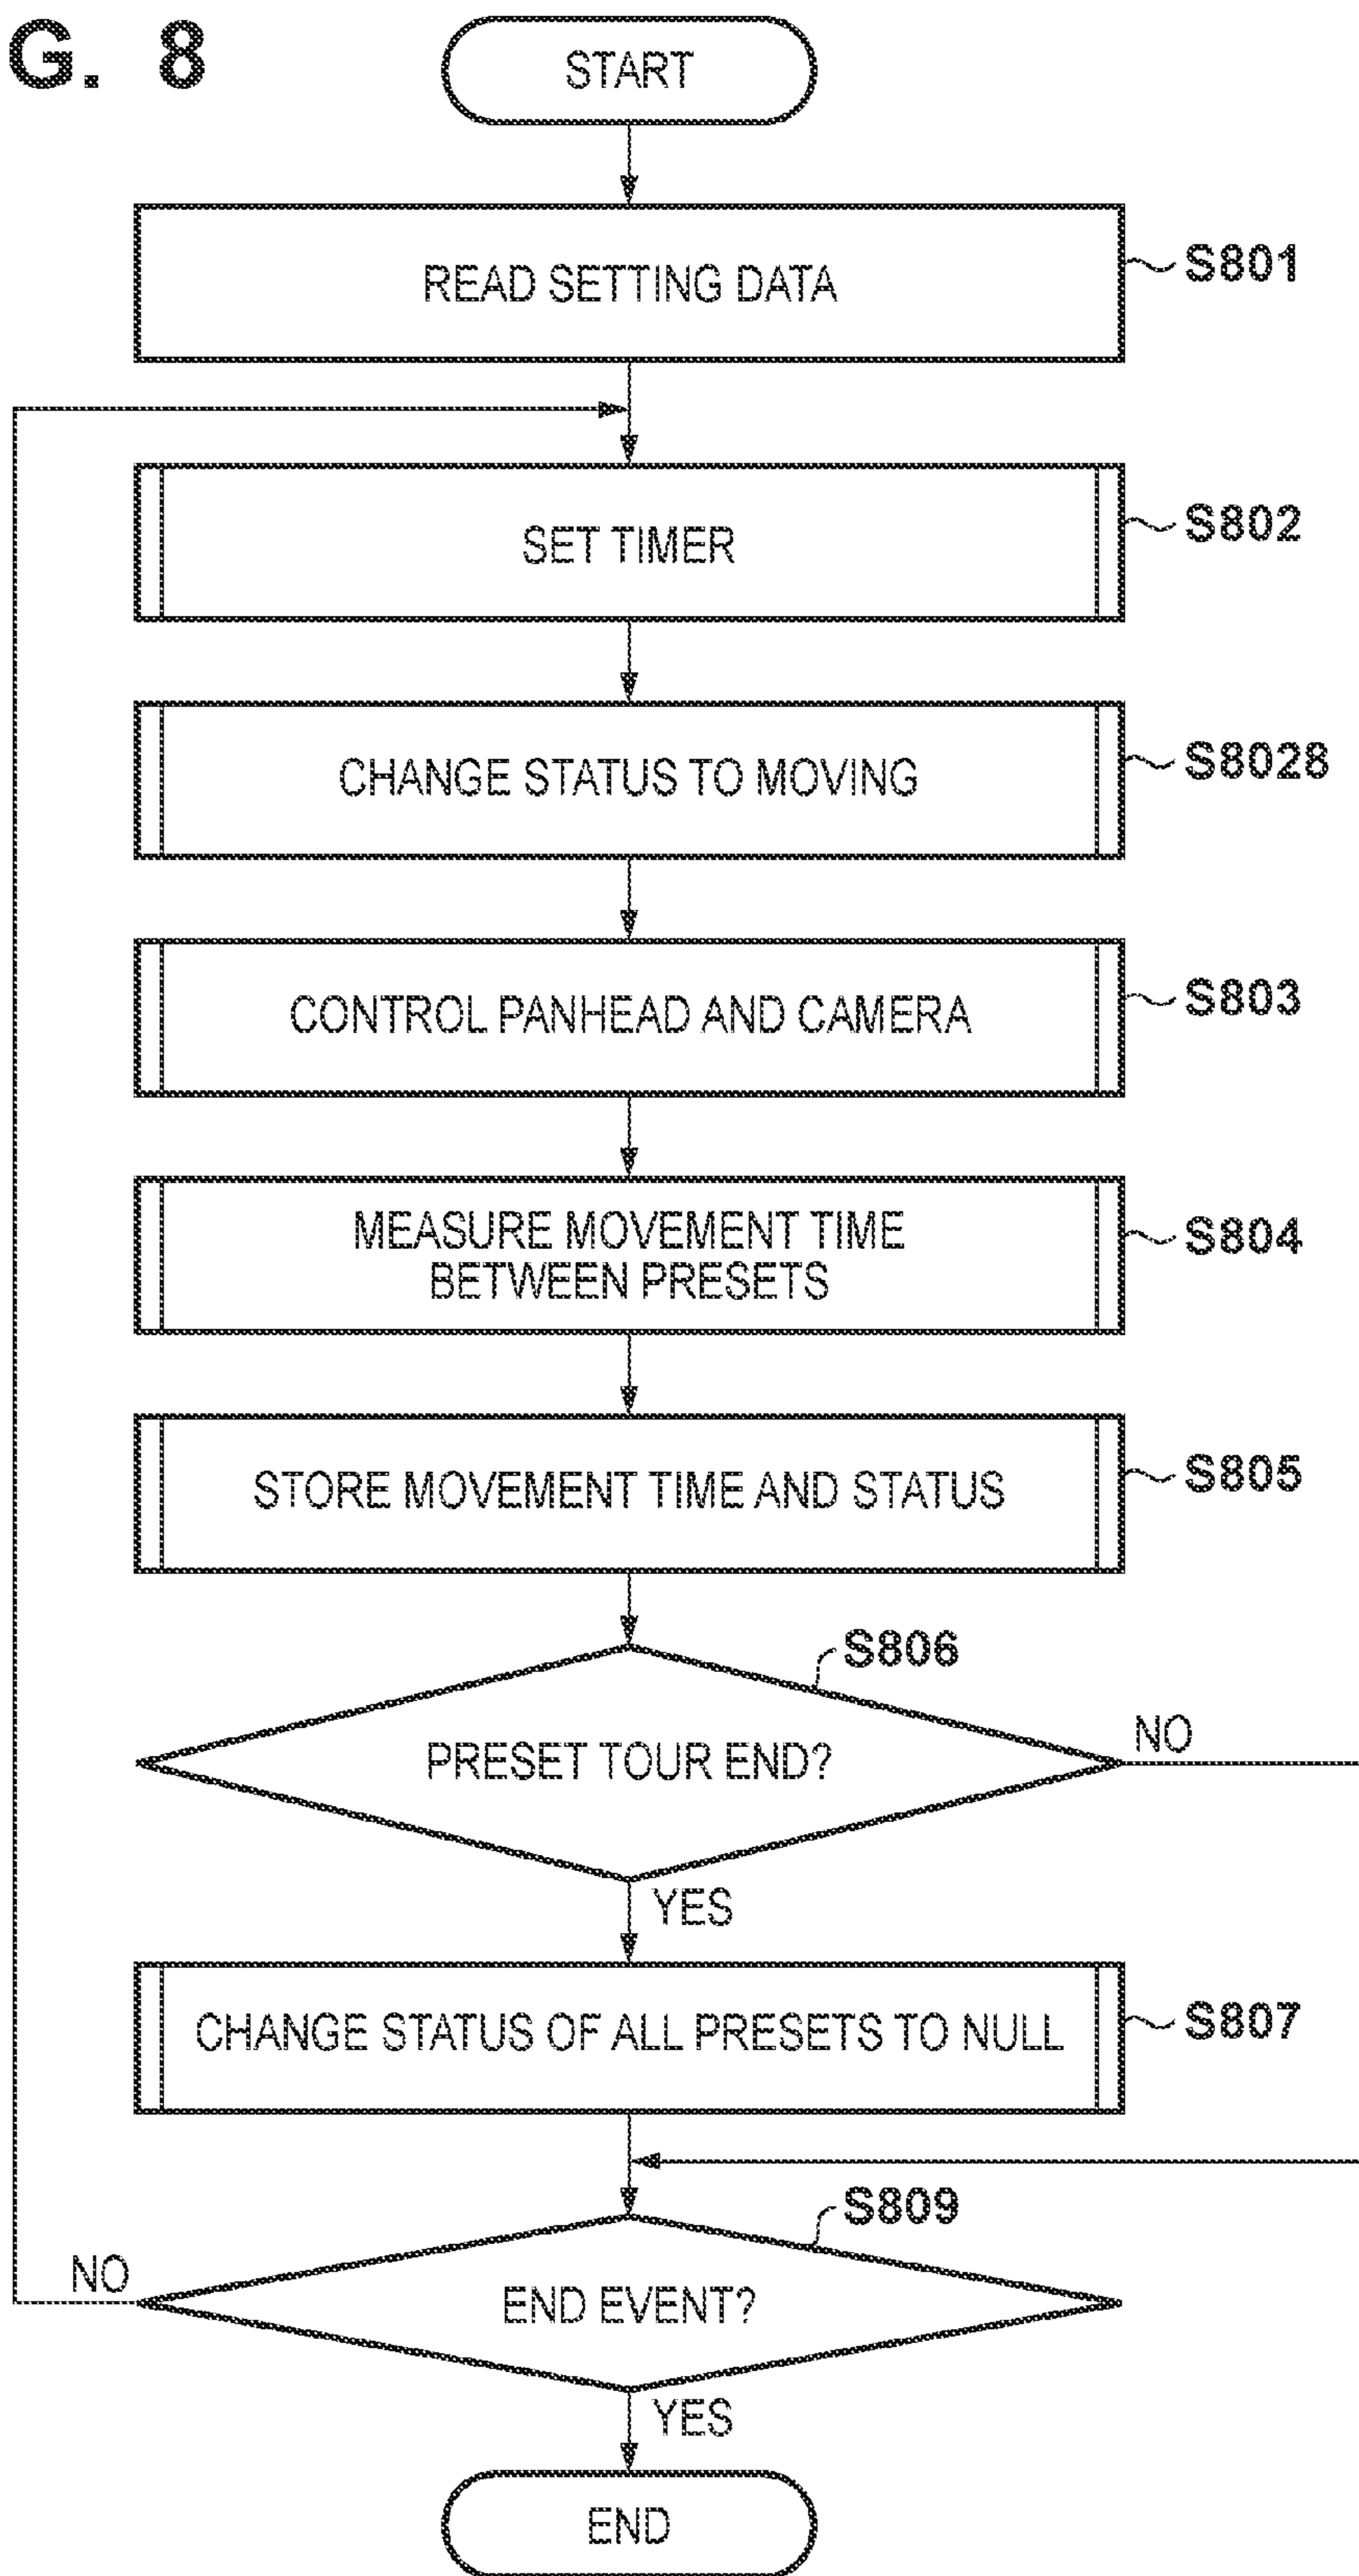 G. 8
START
READ SETTING DATA
S801
SET TIMER
S802
CHANGE STATUS TO MOVING
S8028
CONTROL PANHEAD AND CAMERA
S803
MEASURE MOVEMENT TIME
BETWEEN PRESETS
S804
STORE MOVEMENT TIME AND STATUS
S805
S806
PRESET TOUR END?
NO
YES
CHANGE STATUS OF ALL PRESETS TO NULL
S807
S809
NO
END EVENT?
YES
END